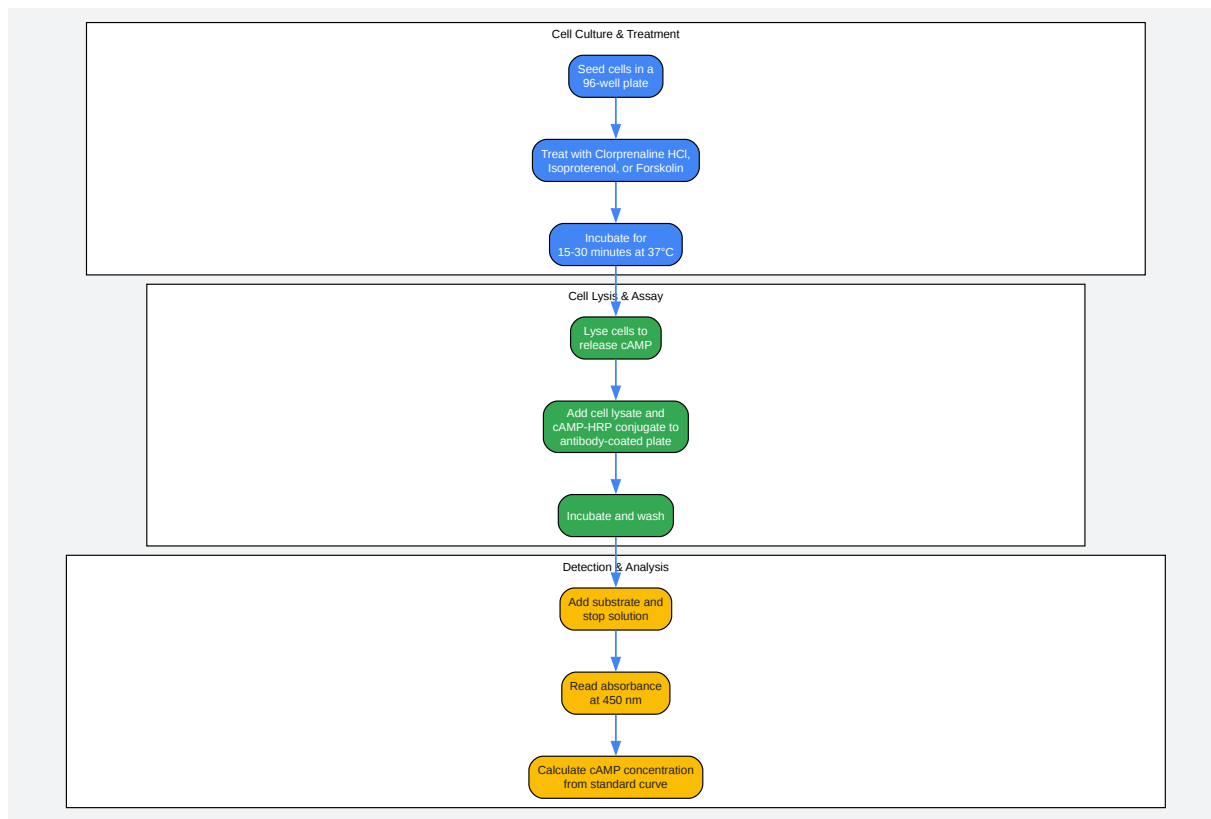 Cell Culture & Treatment
Seed cells in a
96-well plate
Treat with Clorprenaline HCl,
Isoproterenol, or Forskolin
Incubate for
15-30 minutes at 37°C
Cell Lysis & Assay
Lyse cells to
release cAMP
Add cell lysate and
cAMP-HRP conjugate to
antibody-coated plate
Incubate and wash
Detection & Analysis
Add substrate and
stop solution
Read absorbance
at 450 nm
Calculate cAMP concentration
from standard curve